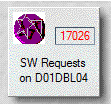 17026
SW Requests
on D01DBL04